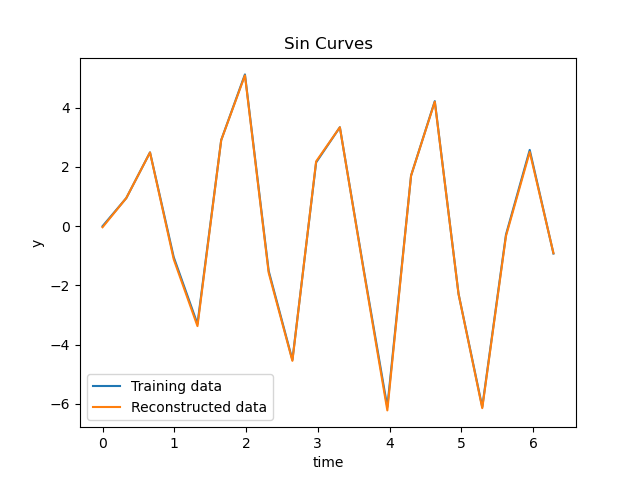 Sin Curves
4
2
0
−2
−4
−6
y
Training data
Reconstructed data
0 1 2 3 4 5 6
time